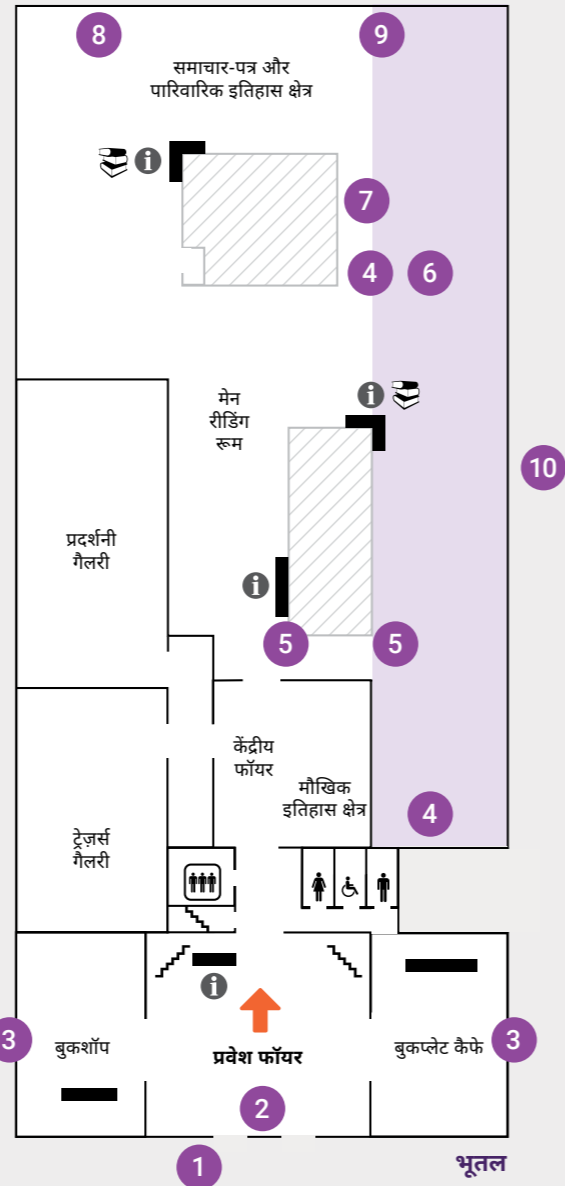 8
9
समाचार-पत्र और
पारिवारिक इतिहास क्षेत्र
i
7
4
6
मेन
रीडिंग
रूम
i
10
प्रदर्शनी
गैलरी
i
5
5
केंद्रीय
फॉयर
मौखिक
इतिहास क्षेत्र
4
ट्रेज़र्स
गैलरी
i
3
बुकशॉप
प्रवेश फॉयर
बुकप्लेट कैफे
3
2
1
भूतल